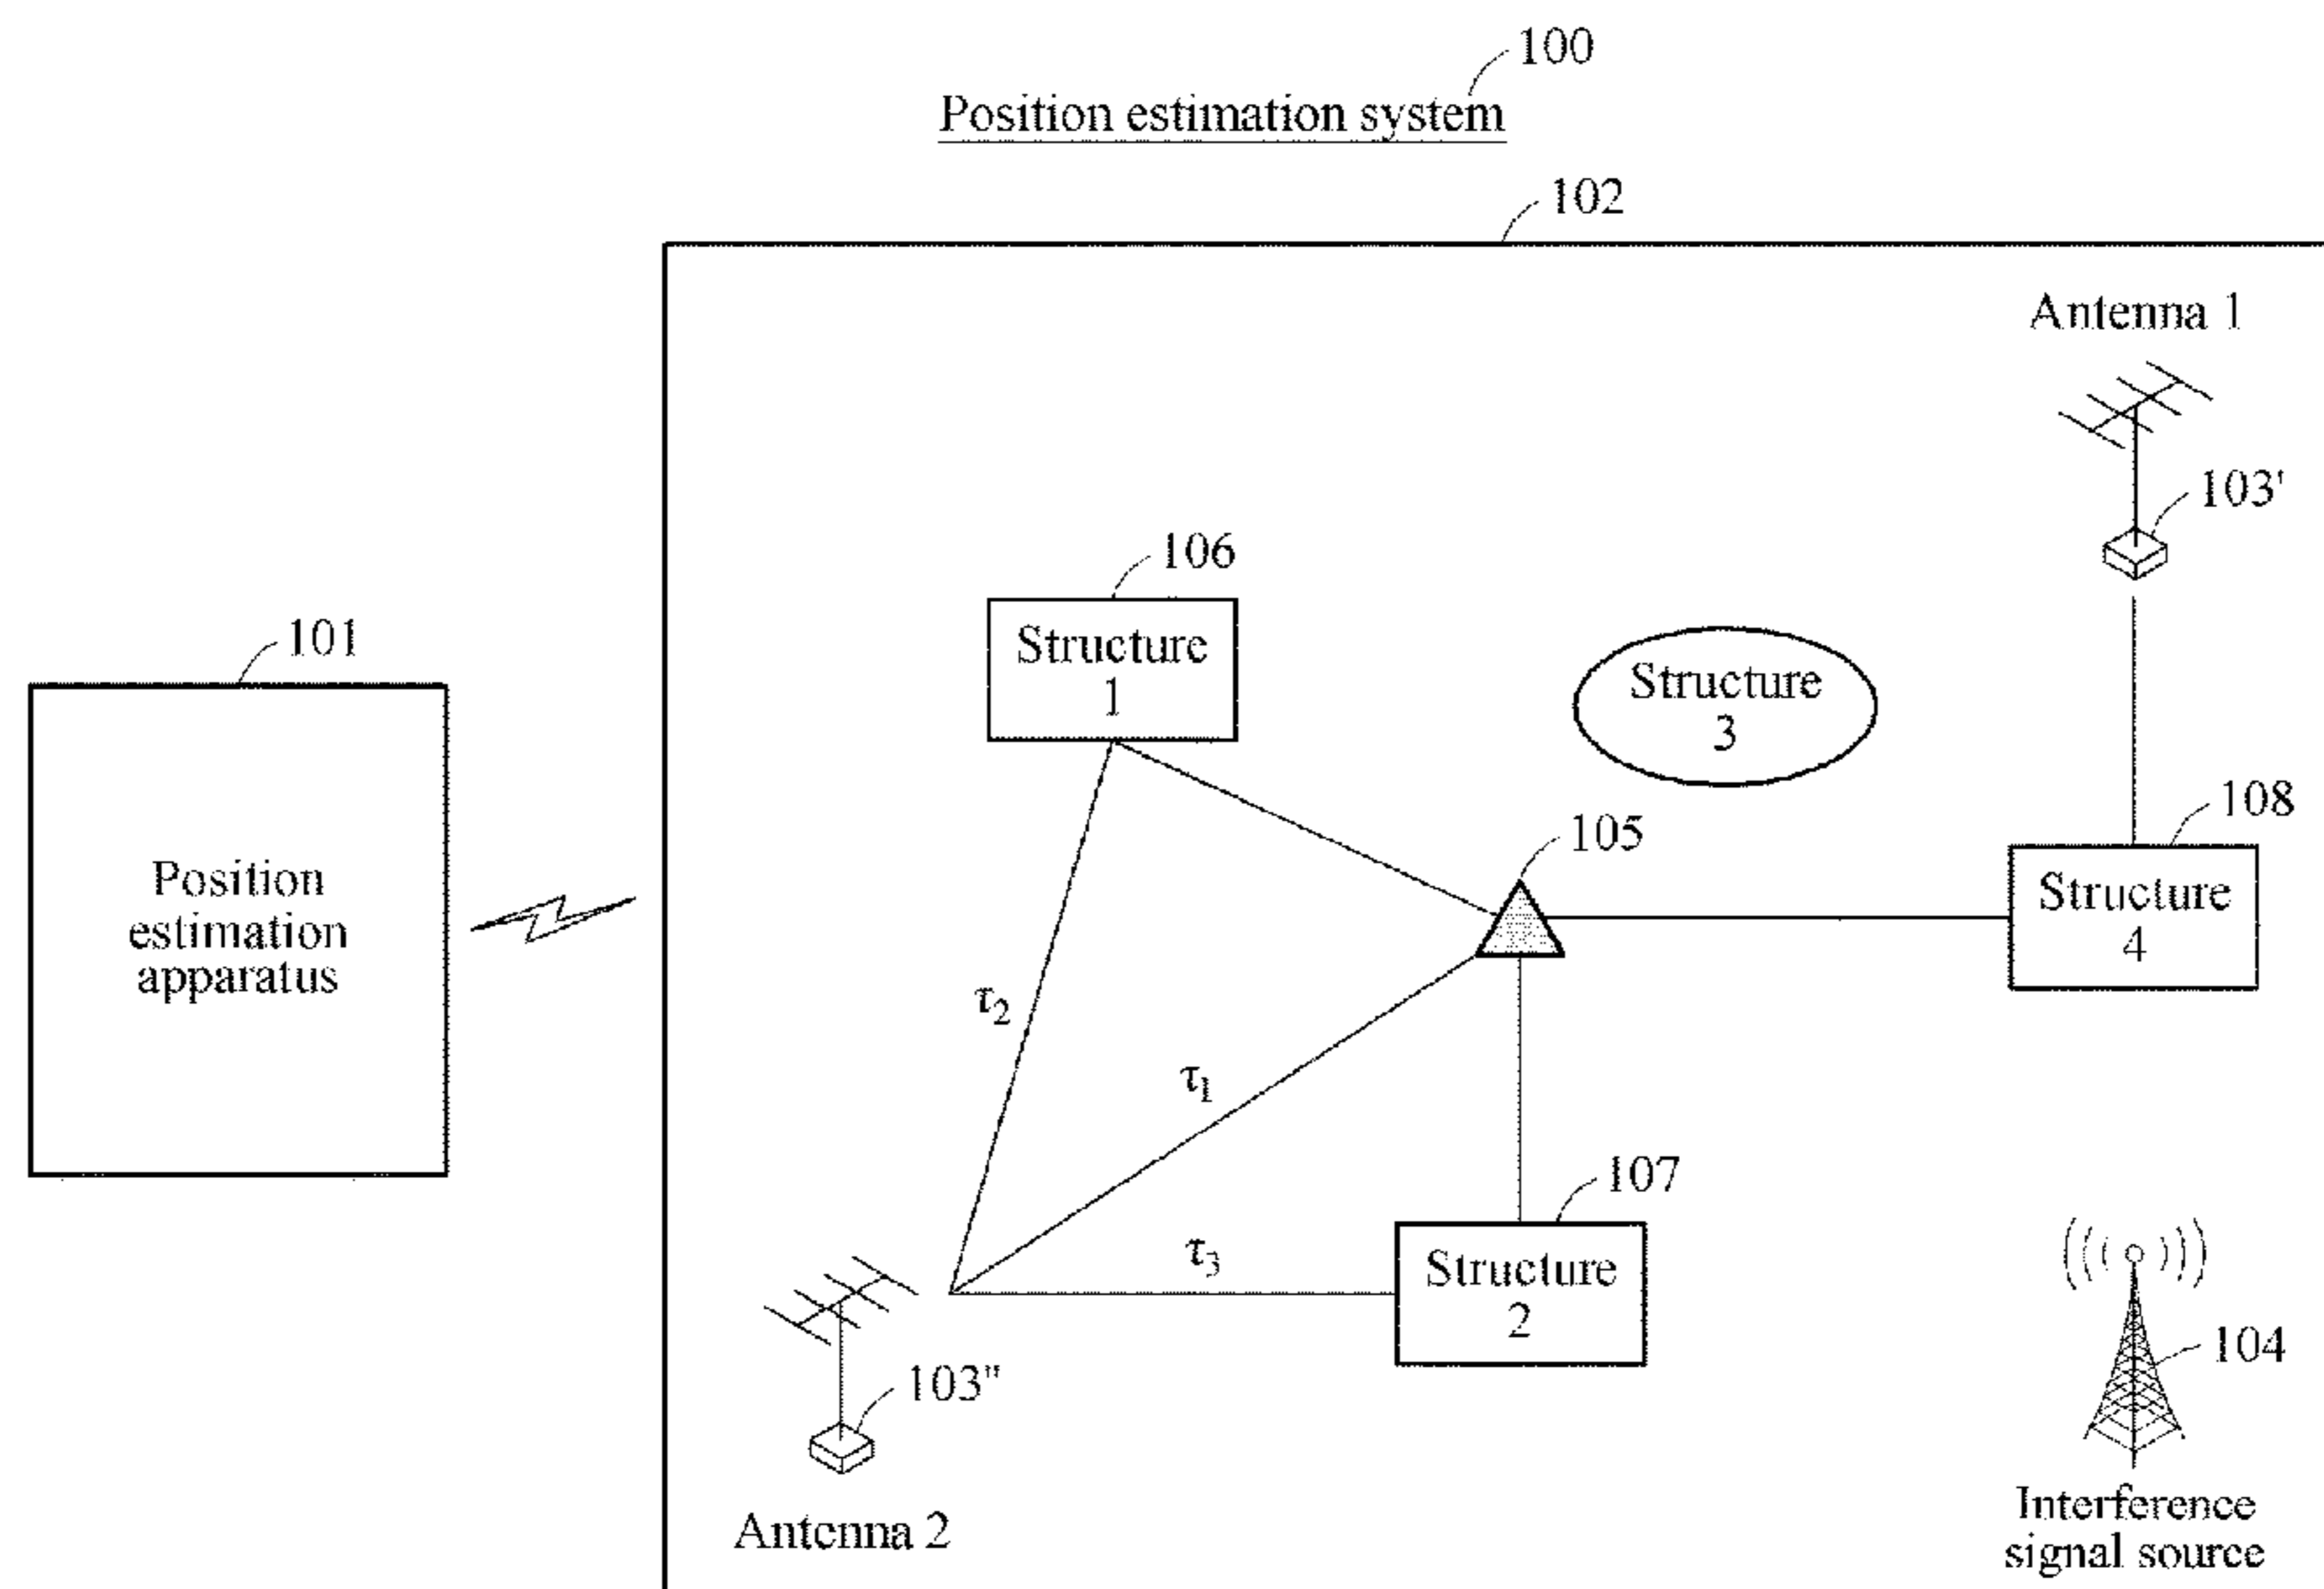 100
Position estimation system
102
Antenna 1
103'
106
Structure
1
101
Structure
3
Position
estimation
apparatus
105
108
Structure
4
τ2
τ1
107
τ3
Structure
2
104
103"
Antenna 2
Interference
signal source